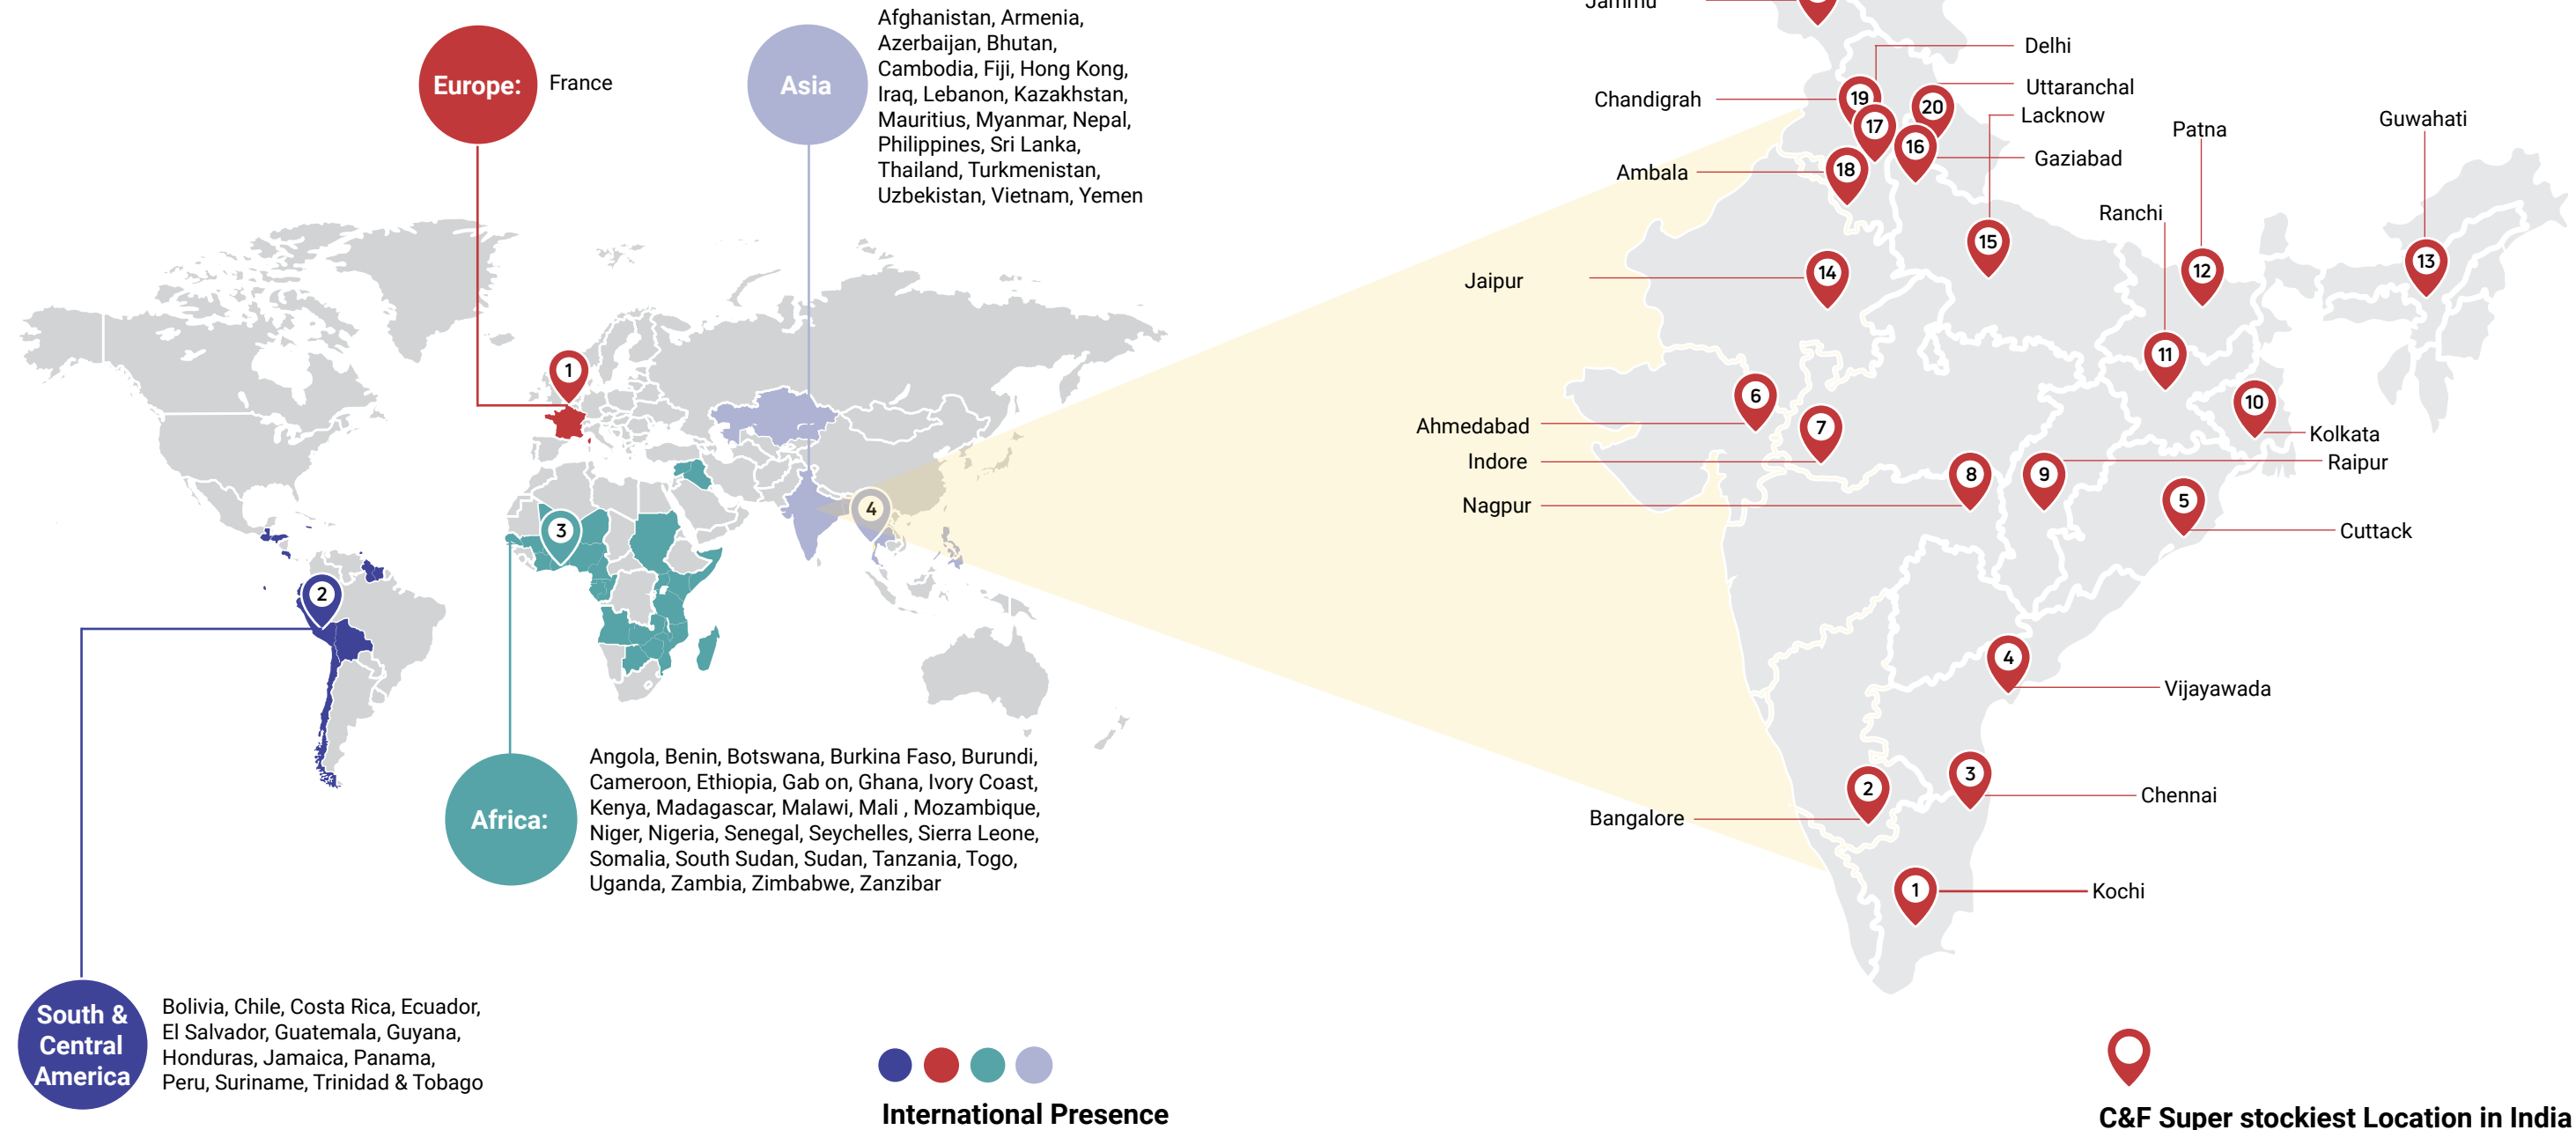 Europe:
France
Asia
Afghanistan, Armenia,
Azerbaijan, Bhutan,
Cambodia, Fiji, Hong Kong,
Iraq, Lebanon, Kazakhstan,
Mauritius, Myanmar, Nepal,
Philippines, Sri Lanka,
Thailand, Turkmenistan,
Uzbekistan, Vietnam, Yemen
1
2
3
4
Africa:
Angola, Benin, Botswana, Burkina Faso, Burundi,
Cameroon, Ethiopia, Gab on, Ghana, Ivory Coast,
Kenya, Madagascar, Malawi, Mali , Mozambique,
Niger, Nigeria, Senegal, Seychelles, Sierra Leone,
Somalia, South Sudan, Sudan, Tanzania, Togo,
Uganda, Zambia, Zimbabwe, Zanzibar
South &
Central
America
Bolivia, Chile, Costa Rica, Ecuador,
El Salvador, Guatemala, Guyana,
Honduras, Jamaica, Panama,
Peru, Suriname, Trinidad & Tobago
International Presence
Jammu
Delhi
Uttaranchal
Chandigrah
19
20
Lacknow
17
16
Gaziabad
Ambala
18
Patna
Guwahati
Ranchi
15
12
13
Jaipur
14
11
6
10
Ahmedabad
7
Kolkata
Indore
Raipur
8
9
Nagpur
5
Cuttack
4
Vijayawada
3
2
Chennai
Bangalore
1
Kochi
C&F Super stockiest Location in India